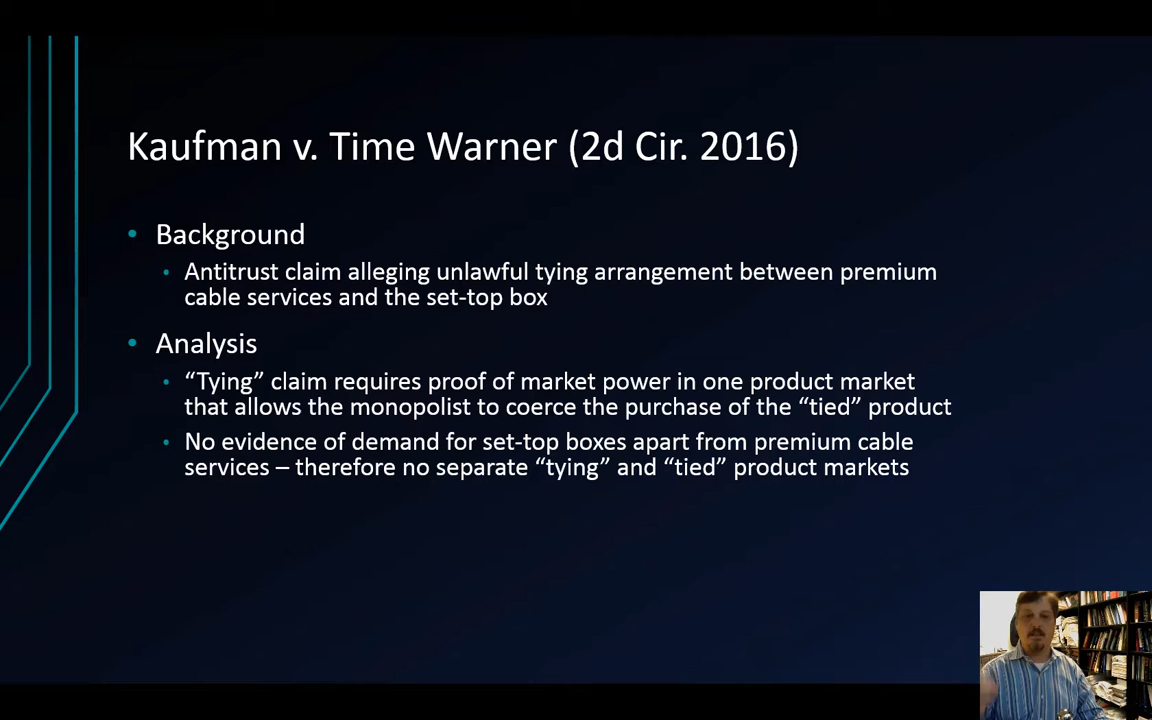 Kaufman v. Time Warner (2d Cir. 2016)
• Background
• Antitrust claim alleging unlawful tying arrangement between premium
cable services and the set-top box
• Analysis
• “Tying” claim requires proof of market power in one product market
that allows the monopolist to coerce the purchase of the “tied” product
• No evidence of demand for set-top boxes apart from premium cable
services – therefore no separate “tying” and “tied” product markets